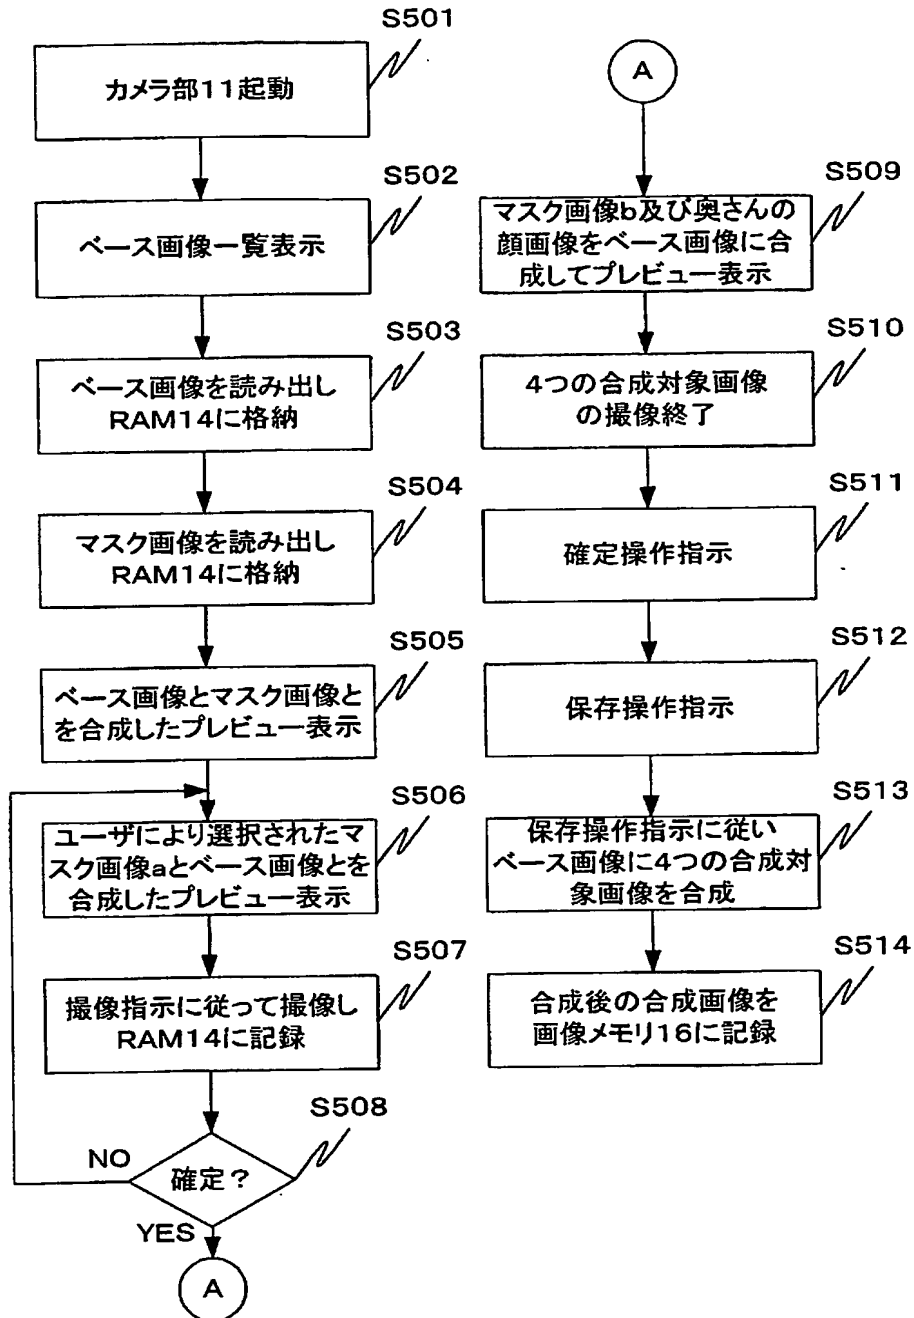 S501
カメラ部11起動
S502
ベース画像一覧表示
S503
ベース画像を読み出し
RAM14に格納
S504
マスク画像を読み出し
RAM14に格納
S505
ベース画像とマスク画像と
を合成したプレビュー表示
S506
ユーザにより選択されたマ
スク画像aとベース画像とを
合成したプレビュー表示
S507
撮像指示に従って撮像し
RAM14に記録
S508
確定？
NO
YES
A
A
S509
マスク画像b及び奥さんの
顔画像をベース画像に合
成してプレビュー表示
S510
4つの合成対象画像
の撮像終了
S511
確定操作指示
S512
保存操作指示
S513
保存操作指示に従い
ベース画像に4つの合成対
象画像を合成
S514
合成後の合成画像を
画像メモリ16に記録